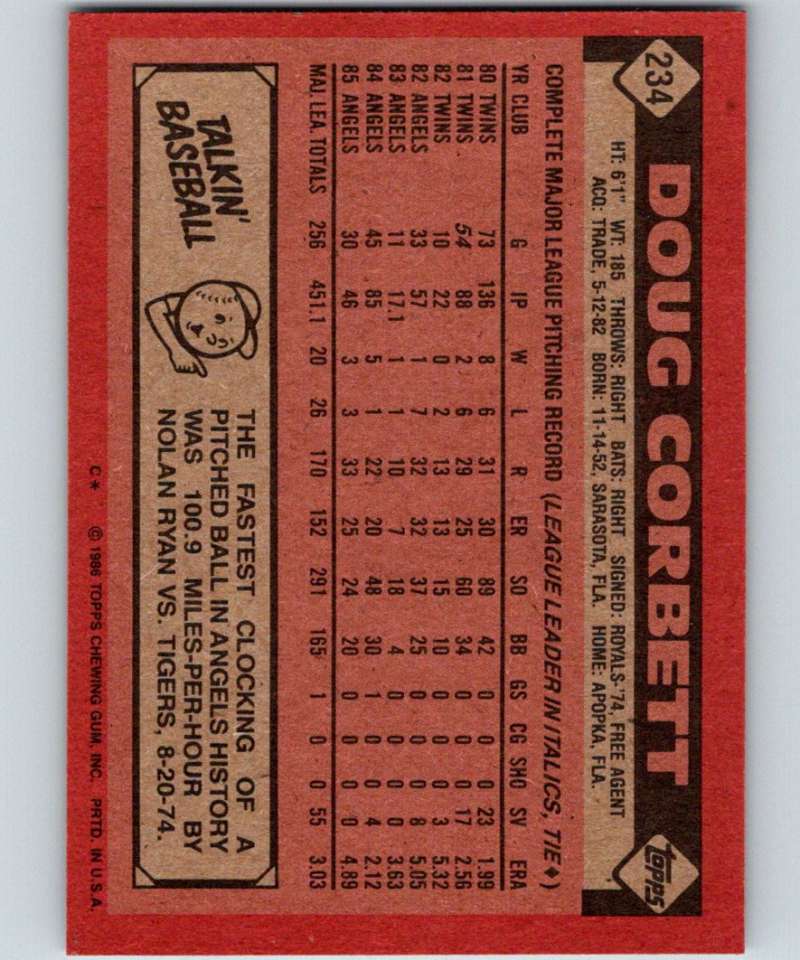 234
DOUG CORBETT
TOPPS
HT: 6'1" WT: 185 THROWS: RIGHT BATS: RIGHT SIGNED: ROYALS-'74, FREE AGENT
ACQ: TRADE, 5-12-82 BORN: 11-14-52, SARASOTA, FLA. HOME: APOPKA, FLA.
COMPLETE MAJOR LEAGUE PITCHING RECORD (LEAGUE LEADER IN ITALICS, TIE♦)
YR CLUB G IP W L R ER SO BB GS CG SHO SV ERA
80 TWINS 73 136 8 6 31 30 89 42 0 0 0 23 1.99
81 TWINS 54 88 2 6 29 25 60 34 0 0 0 17 2.56
82 TWINS 10 22 0 2 13 13 15 10 0 0 0 3 5.32
82 ANGELS 33 57 1 7 32 32 37 25 0 0 0 8 5.05
83 ANGELS 11 17.1 1 1 10 7 18 4 0 0 0 0 3.63
84 ANGELS 45 85 5 1 22 20 48 30 1 0 0 4 2.12
85 ANGELS 30 46 3 3 33 25 24 20 0 0 0 0 4.89
MAJ. LEA. TOTALS 256 451.1 20 26 170 152 291 165 1 0 0 55 3.03
TALKIN'
BASEBALL
THE FASTEST CLOCKING OF A
PITCHED BALL IN ANGELS HISTORY
WAS 100.9 MILES-PER-HOUR BY
NOLAN RYAN VS. TIGERS, 8-20-74.
C* © 1986 TOPPS CHEWING GUM, INC. PRTD. IN U.S.A.